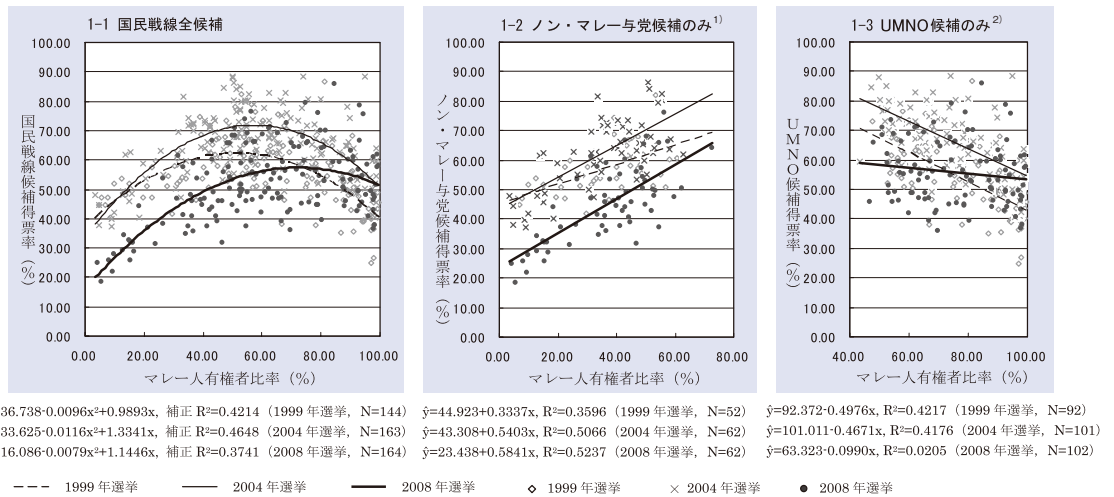 1-1 国民戦線全候補
国民戦線候補得票率（%）
100.00
90.00
80.00
70.00
60.00
50.00
40.00
30.00
20.00
10.00
0.00
0.00 20.00 40.00 60.00 80.00 100.00
マレー人有権者比率（%）
1-2 ノン・マレー与党候補のみ1)
ノン・マレー与党候補得票率（%）
100.00
90.00
80.00
70.00
60.00
50.00
40.00
30.00
20.00
10.00
0.00
0.00 20.00 40.00 60.00 80.00
マレー人有権者比率（%）
1-3 UMNO候補のみ2)
UMNO候補得票率（%）
100.00
90.00
80.00
70.00
60.00
50.00
40.00
30.00
20.00
10.00
0.00
40.00 60.00 80.00 100.00
マレー人有権者比率（%）
36.738-0.0096x²+0.9893x, 補正 R²=0.4214（1999 年選挙，N=144）
33.625-0.0116x²+1.3341x, 補正 R²=0.4648（2004 年選挙，N=163）
16.086-0.0079x²+1.1446x, 補正 R²=0.3741（2008 年選挙，N=164）
ŷ=44.923+0.3337x, R²=0.3596（1999 年選挙，N=52）
ŷ=43.308+0.5403x, R²=0.5066（2004 年選挙，N=62）
ŷ=23.438+0.5841x, R²=0.5237（2008 年選挙，N=62）
ŷ=92.372-0.4976x, R²=0.4217（1999 年選挙，N=92）
ŷ=101.011-0.4671x, R²=0.4176（2004 年選挙，N=101）
ŷ=63.323-0.0990x, R²=0.0205（2008 年選挙，N=102）
1999 年選挙 2004 年選挙 2008 年選挙 1999 年選挙 2004 年選挙 2008 年選挙